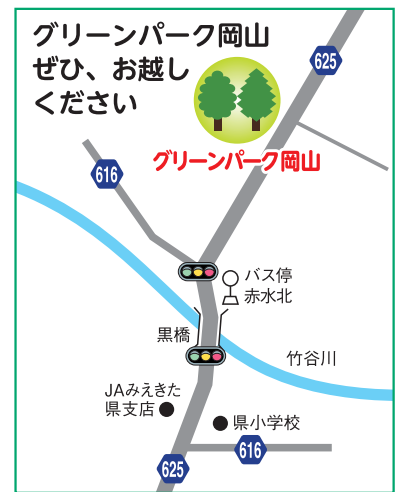 グリーンパーク岡山
ぜひ、お越し
ください
625
グリーンパーク岡山
616
バス停
赤水北
黒橋
竹谷川
JAみえきた
県支店
県小学校
616
625